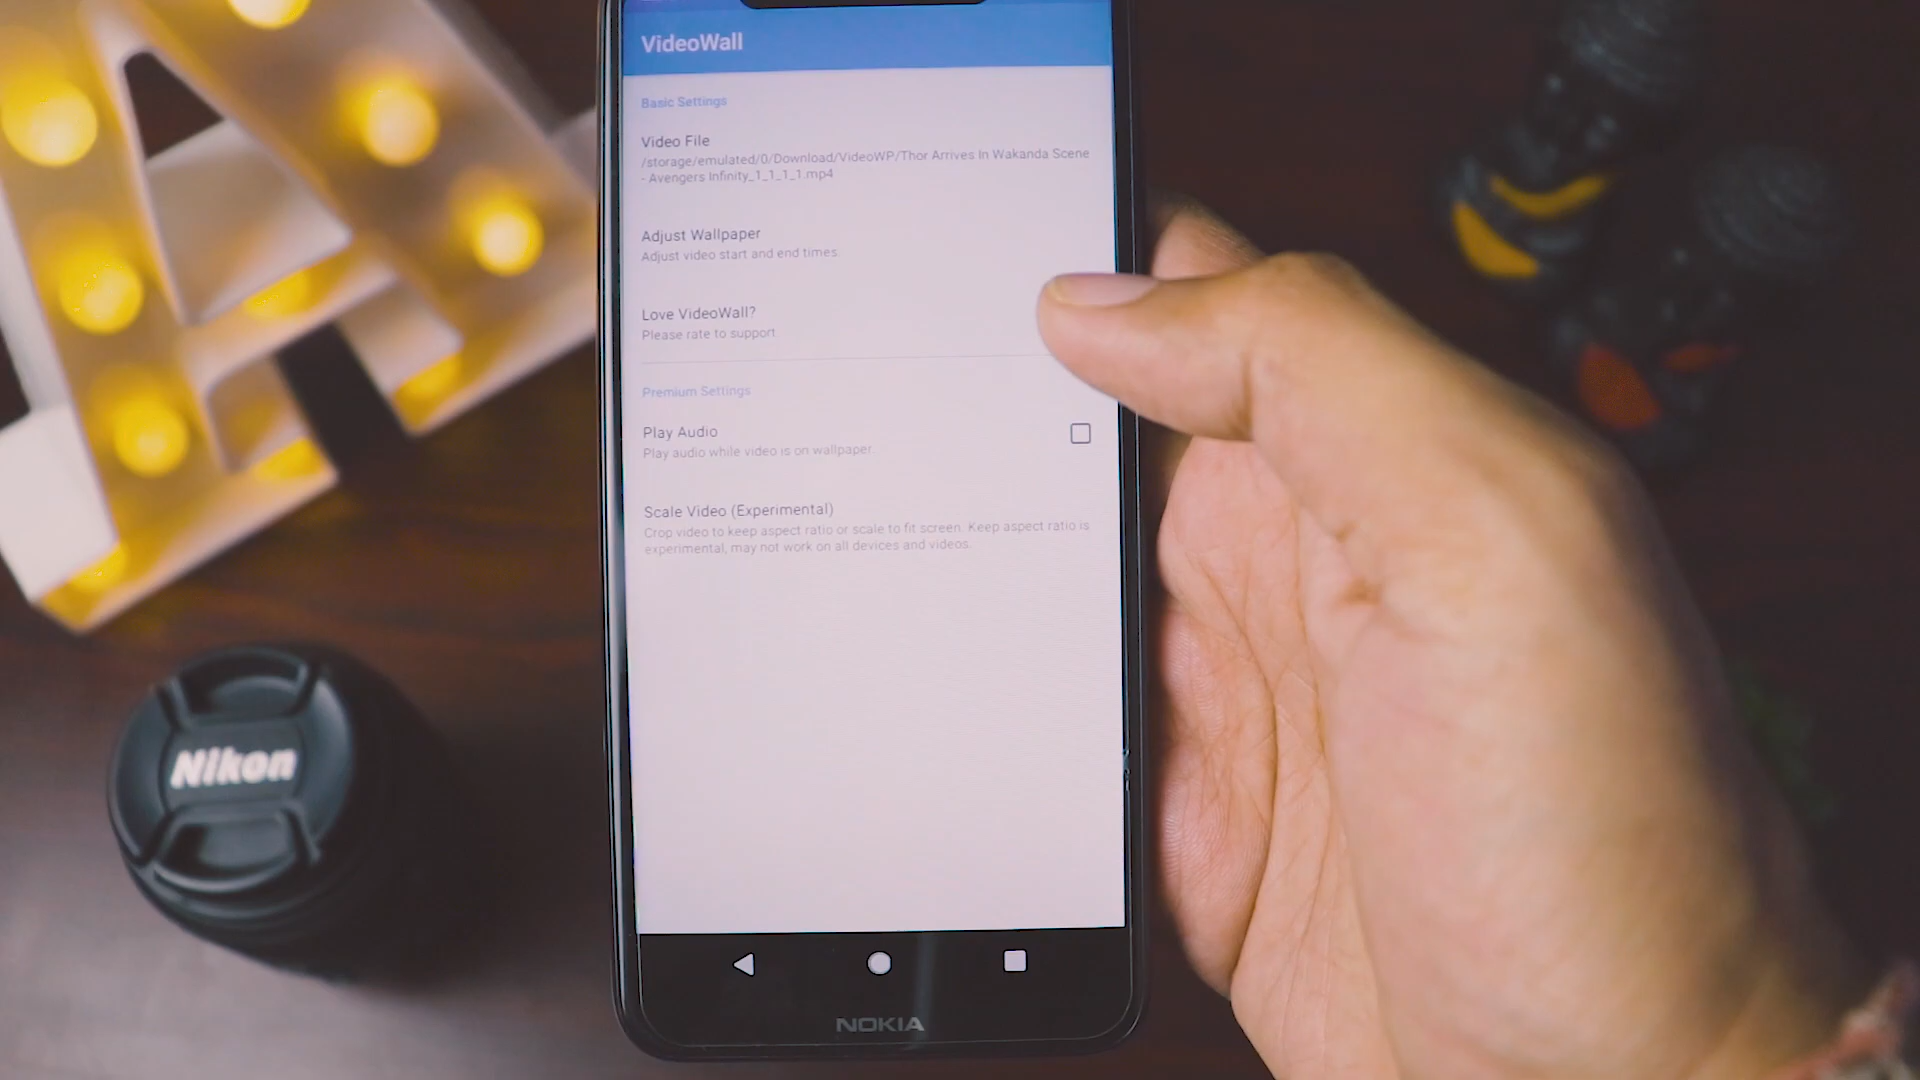 VideoWall
Basic Settings
Video File
/storage/emulated/0/Download/VideoWP/Thor Arrives In Wakanda Scene
- Avengers Infinity_1_1_1_1.mp4
Adjust Wallpaper
Adjust video start and end times
Love VideoWall?
Please rate to support
Premium Settings
Play Audio
Play audio while video is on wallpaper.
Scale Video (Experimental)
Crop video to keep aspect ratio or scale to fit screen. Keep aspect ratio is
experimental, may not work on all devices and videos.
NOKIA
Nikon